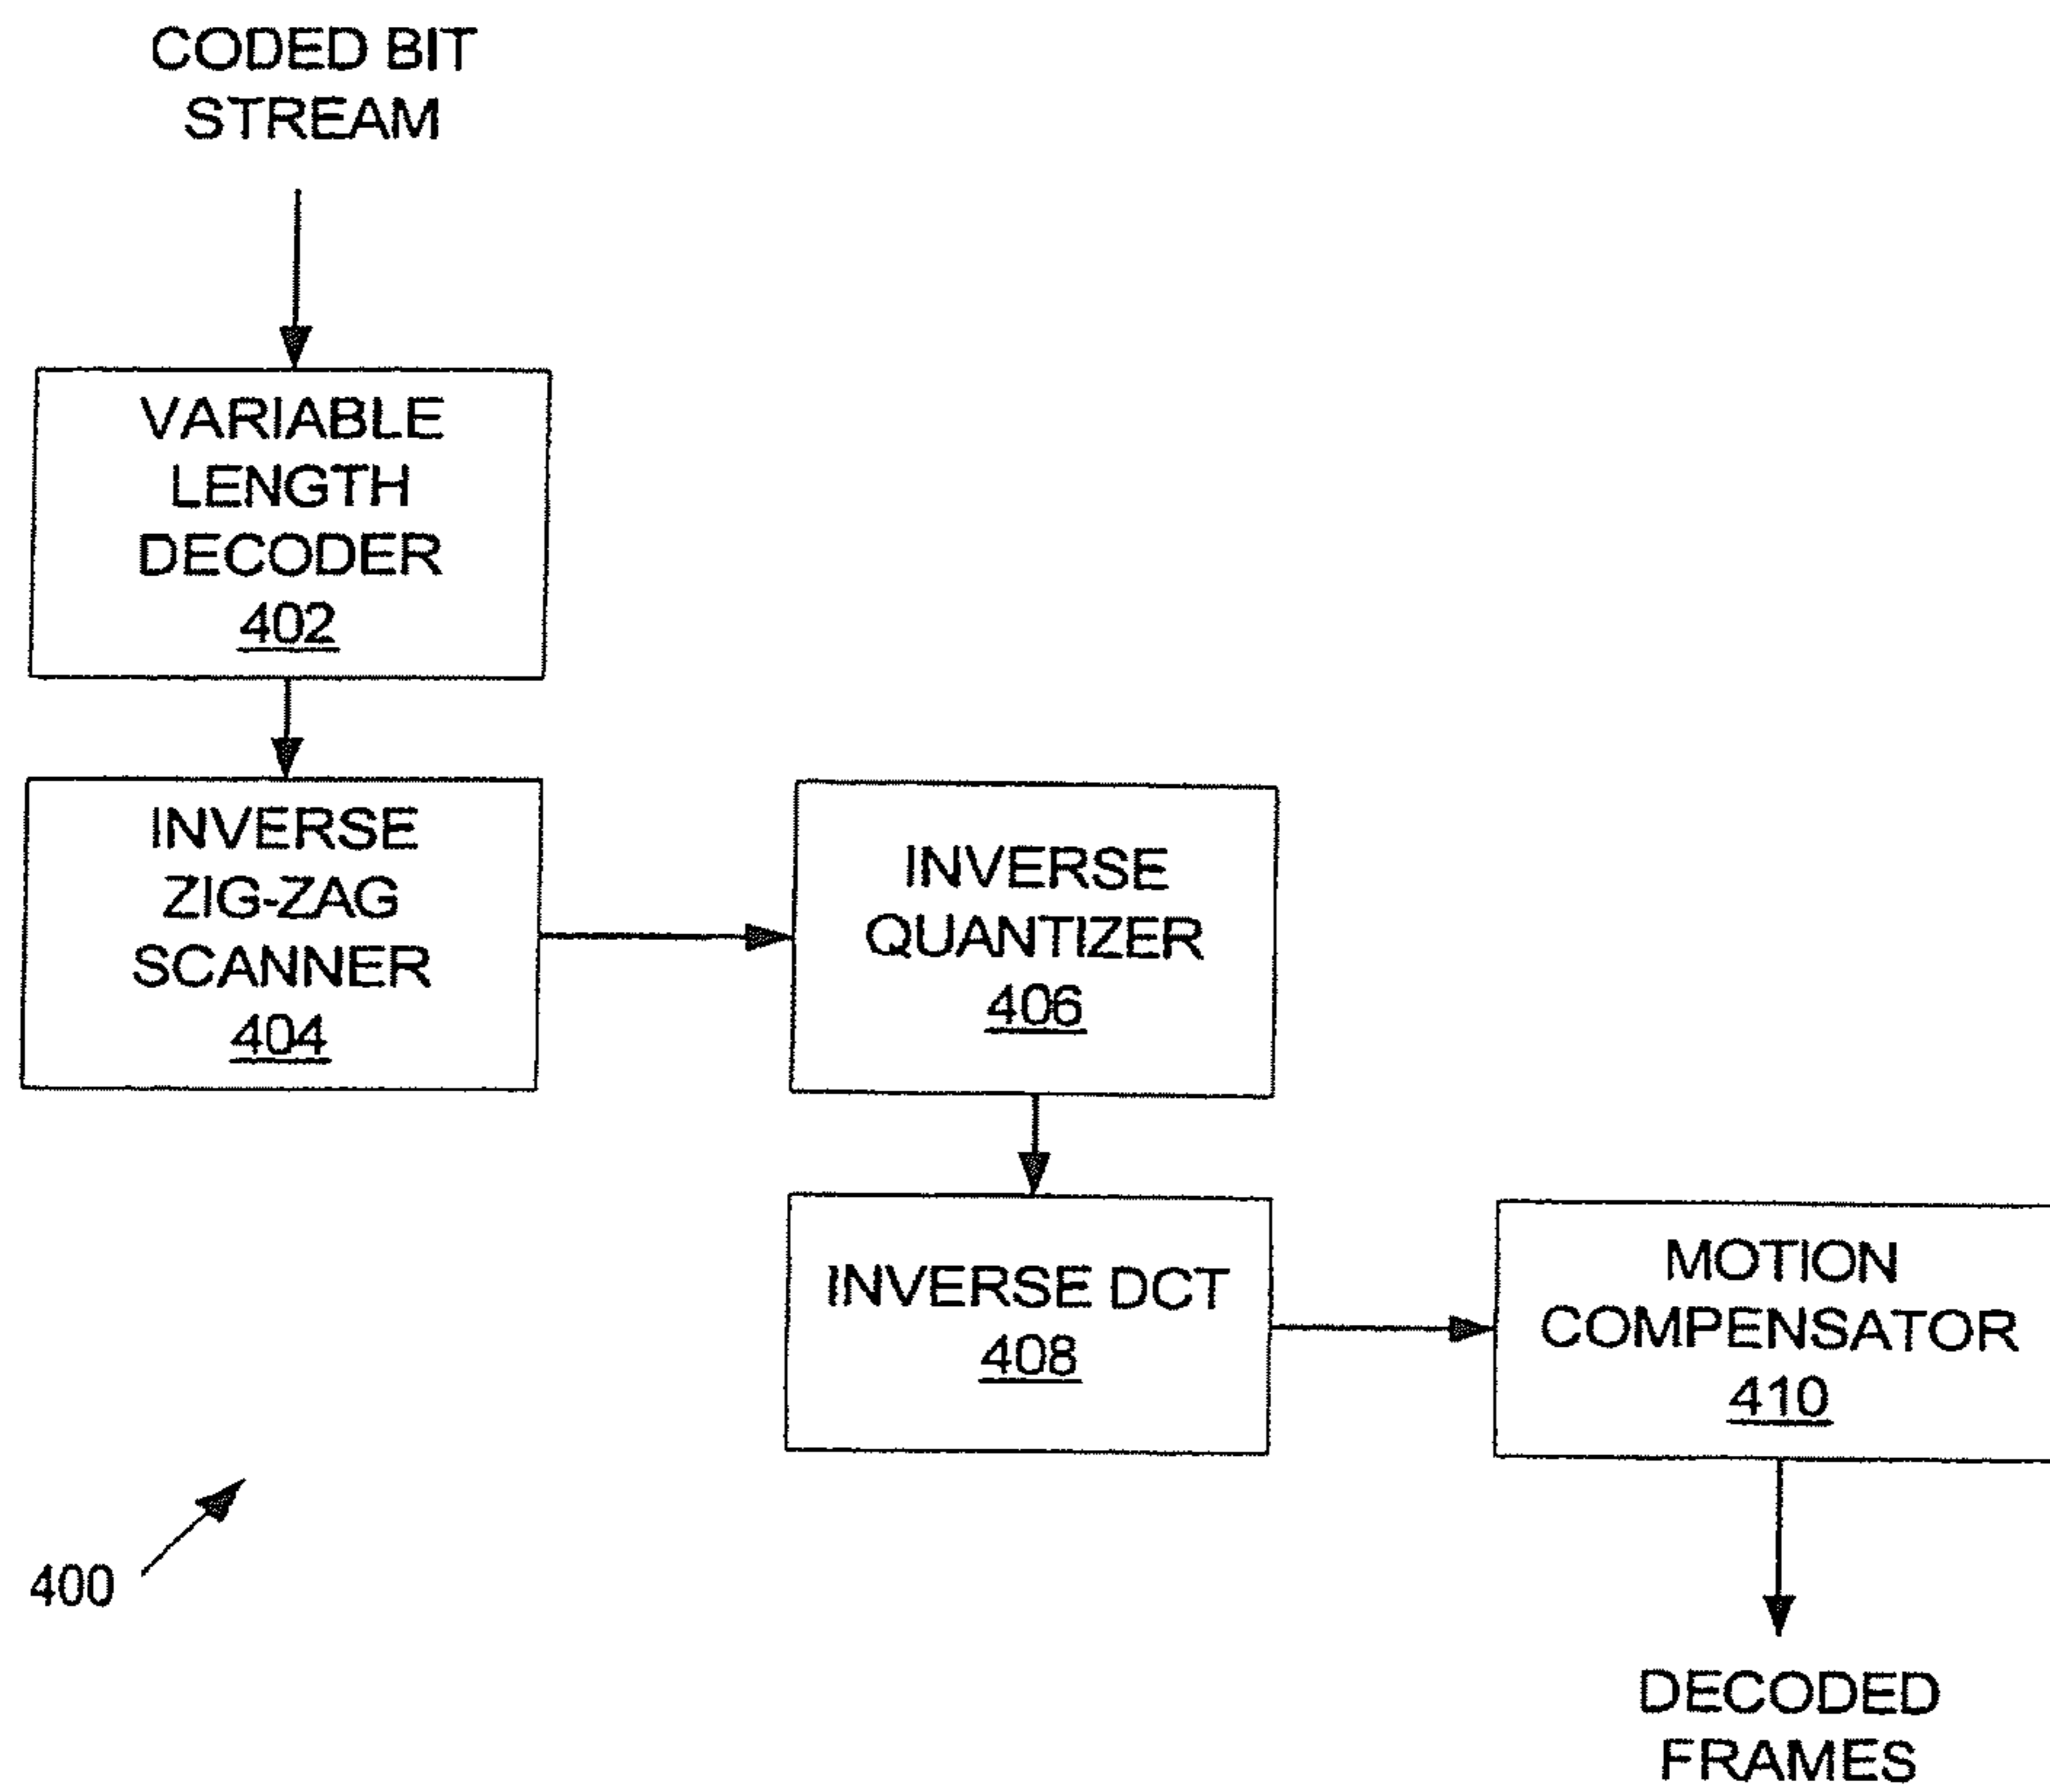 CODED BIT
STREAM
VARIABLE
LENGTH
DECODER
402
INVERSE
ZIG-ZAG
SCANNER
404
INVERSE
QUANTIZER
406
INVERSE DCT
408
MOTION
COMPENSATOR
410
400
DECODED
FRAMES